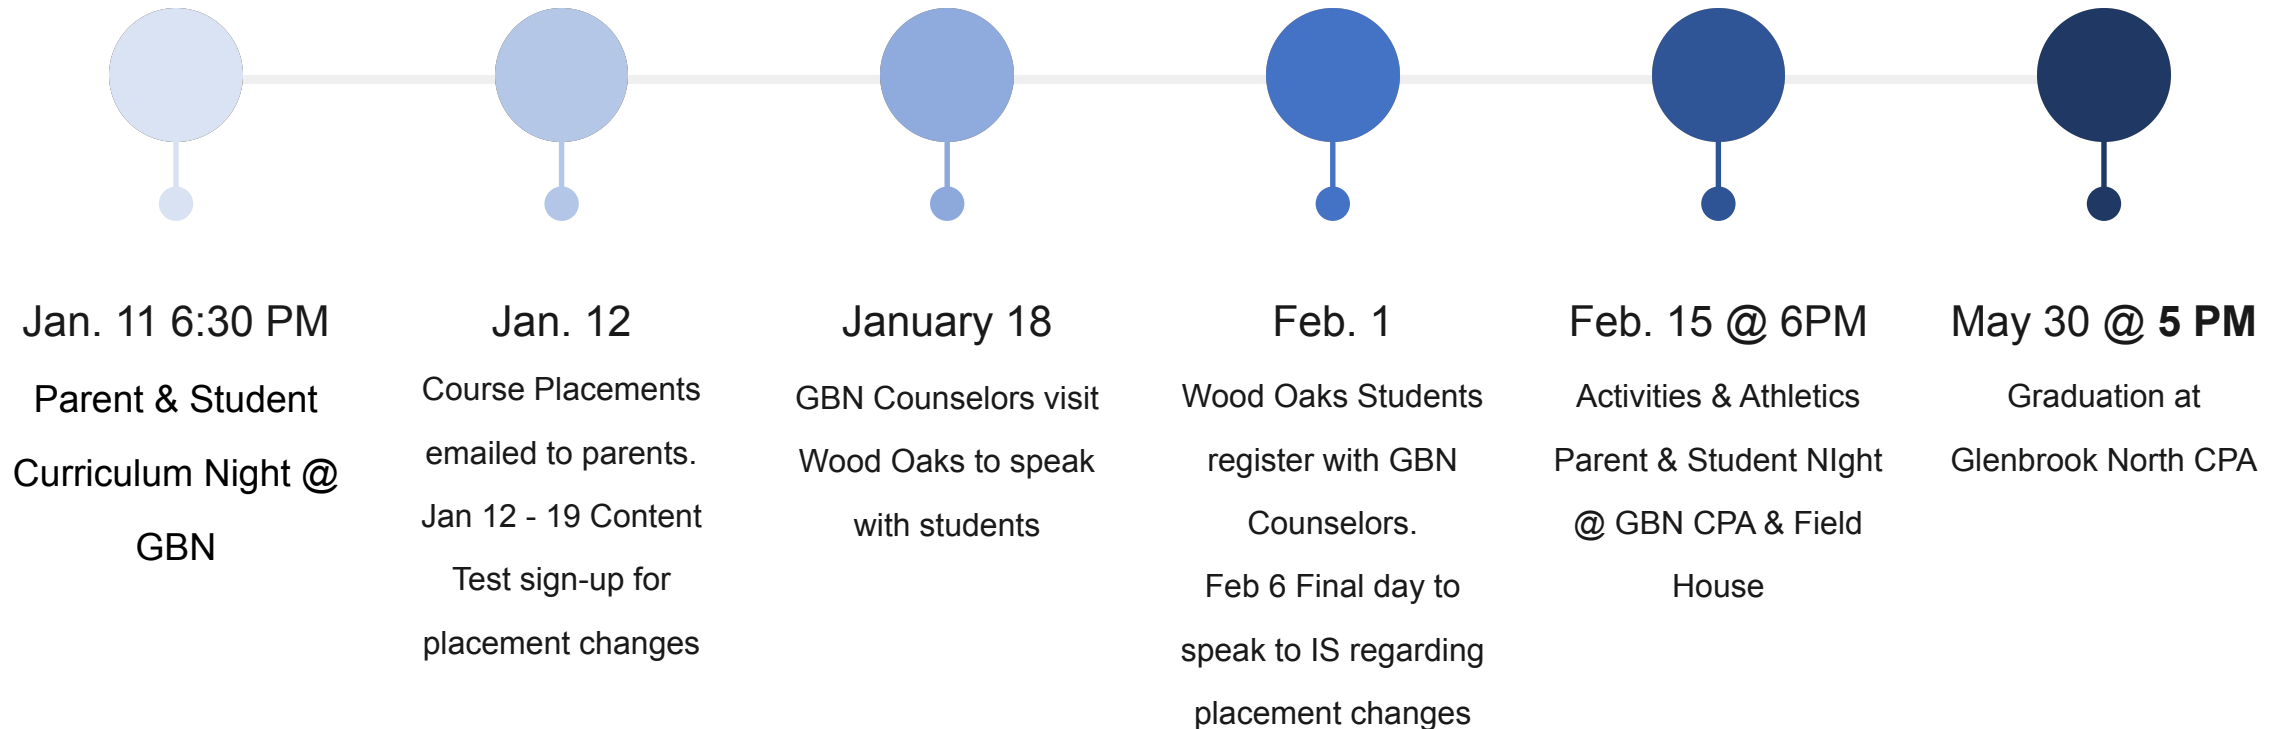 Jan. 11 6:30 PM
Parent & Student
Curriculum Night @
GBN
Jan. 12
Course Placements
emailed to parents.
Jan 12 - 19 Content
Test sign-up for
placement changes
January 18
GBN Counselors visit
Wood Oaks to speak
with students
Feb. 1
Wood Oaks Students
register with GBN
Counselors.
Feb 6 Final day to
speak to IS regarding
placement changes
Feb. 15 @ 6PM
Activities & Athletics
Parent & Student NIght
@ GBN CPA & Field
House
May 30 @ 5 PM
Graduation at
Glenbrook North CPA